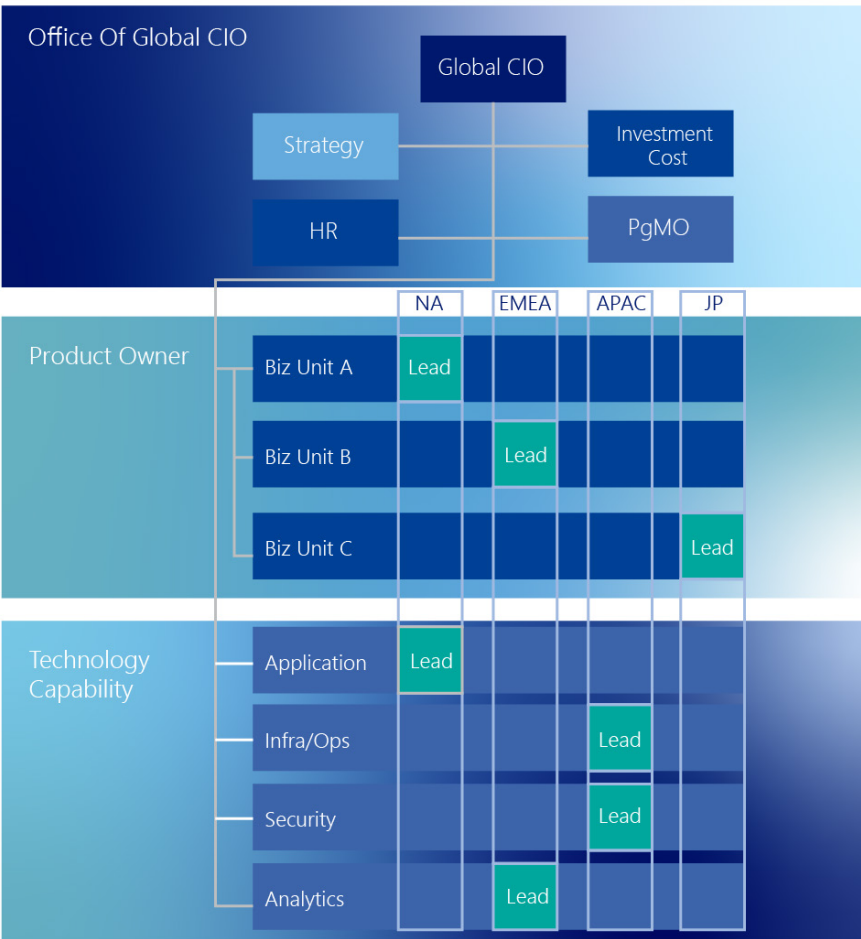 Office Of Global CIO
Global CIO
Strategy
Investment
Cost
HR
PgMO
NA EMEA APAC JP
Product Owner
Biz Unit A Lead
Biz Unit B Lead
Biz Unit C Lead
Technology
Capability
Application Lead
Infra/Ops Lead
Security Lead
Analytics Lead